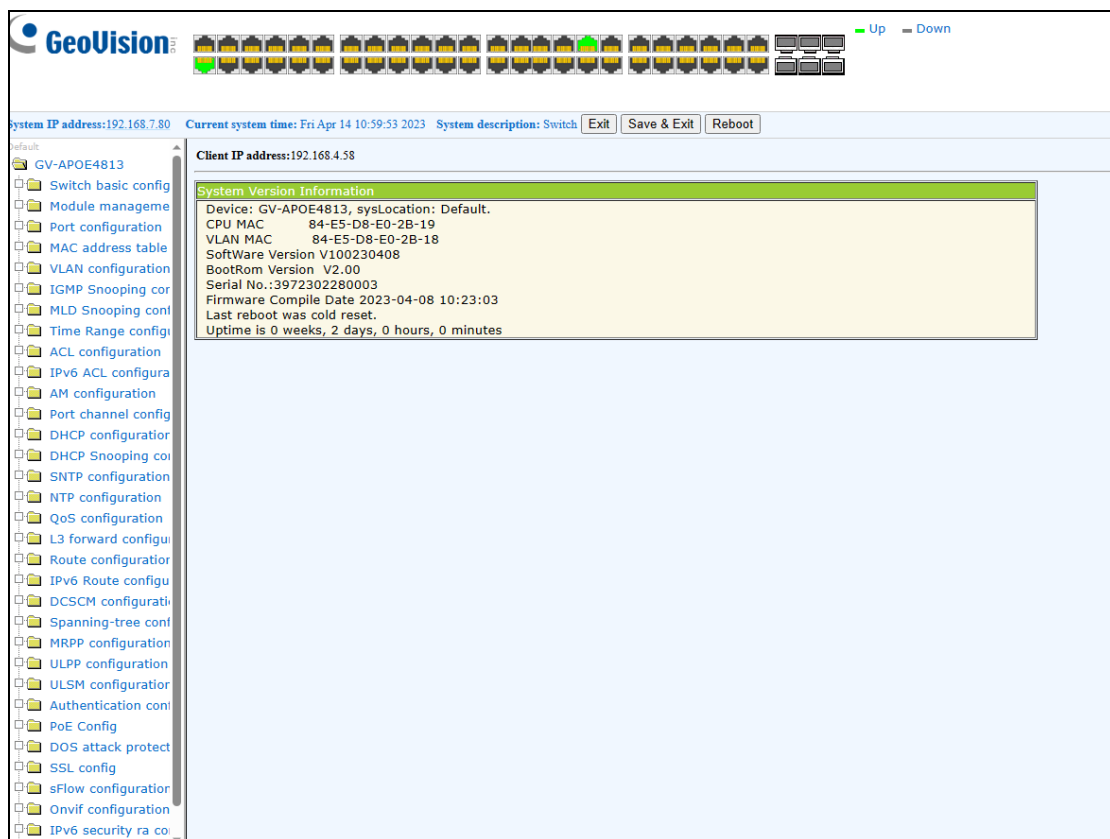 GeoVision inc
Up Down
System IP address:192.168.7.80 Current system time: Fri Apr 14 10:59:53 2023 System description: Switch Exit Save & Exit Reboot
Default
GV-APOE4813
Switch basic config
Module manageme
Port configuration
MAC address table
VLAN configuration
IGMP Snooping cor
MLD Snooping conf
Time Range configu
ACL configuration
IPv6 ACL configura
AM configuration
Port channel config
DHCP configuration
DHCP Snooping co
SNTP configuration
NTP configuration
QoS configuration
L3 forward configu
Route configuration
IPv6 Route configu
DCSCM configurati
Spanning-tree conf
MRPP configuration
ULPP configuration
ULSM configuration
Authentication conf
PoE Config
DOS attack protect
SSL config
sFlow configuration
Onvif configuration
IPv6 security ra co
Client IP address:192.168.4.58
System Version Information
Device: GV-APOE4813, sysLocation: Default.
CPU MAC 84-E5-D8-E0-2B-19
VLAN MAC 84-E5-D8-E0-2B-18
SoftWare Version V100230408
BootRom Version V2.00
Serial No.:3972302280003
Firmware Compile Date 2023-04-08 10:23:03
Last reboot was cold reset.
Uptime is 0 weeks, 2 days, 0 hours, 0 minutes